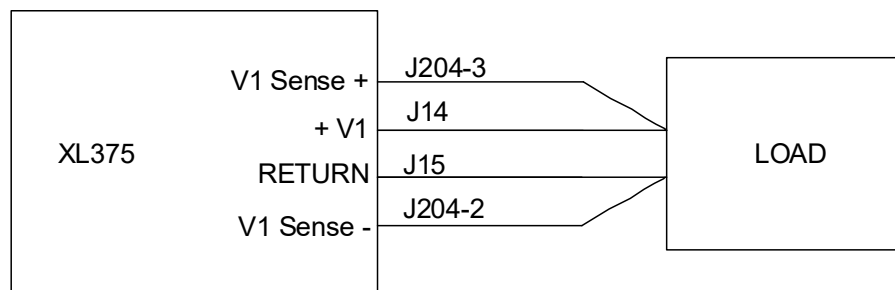 V1 Sense +
J204-3
+ V1
J14
XL375
LOAD
RETURN
J15
V1 Sense -
J204-2